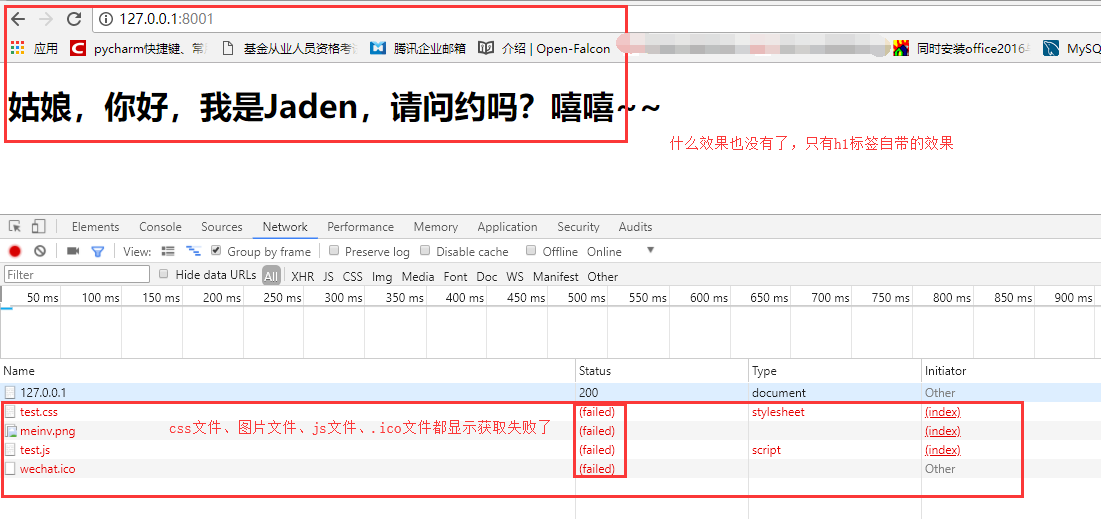 127.0.0.1:8001
应用 pycharm快捷键、常 基金从业人员资格考 腾讯企业邮箱 介绍 | Open-Falcon 同时安装office2016 MySQ
姑娘，你好，我是Jaden，请问约吗？嘻嘻~~
什么效果也没有了，只有h1标签自带的效果
Elements Console Sources Network Performance Memory Application Security Audits
View: Group by frame Preserve log Disable cache Offline Online
Filter Hide data URLs All XHR JS CSS Img Media Font Doc WS Manifest Other
50 ms 100 ms 150 ms 200 ms 250 ms 300 ms 350 ms 400 ms 450 ms 500 ms 550 ms 600 ms 650 ms 700 ms 750 ms 800 ms 850 ms 900 ms
Name Status Type Initiator
127.0.0.1 200 document Other
test.css (failed) stylesheet (index)
meinv.png (failed) (index)
css文件、图片文件、js文件、.ico文件都显示获取失败了
test.js (failed) script (index)
wechat.ico (failed) Other